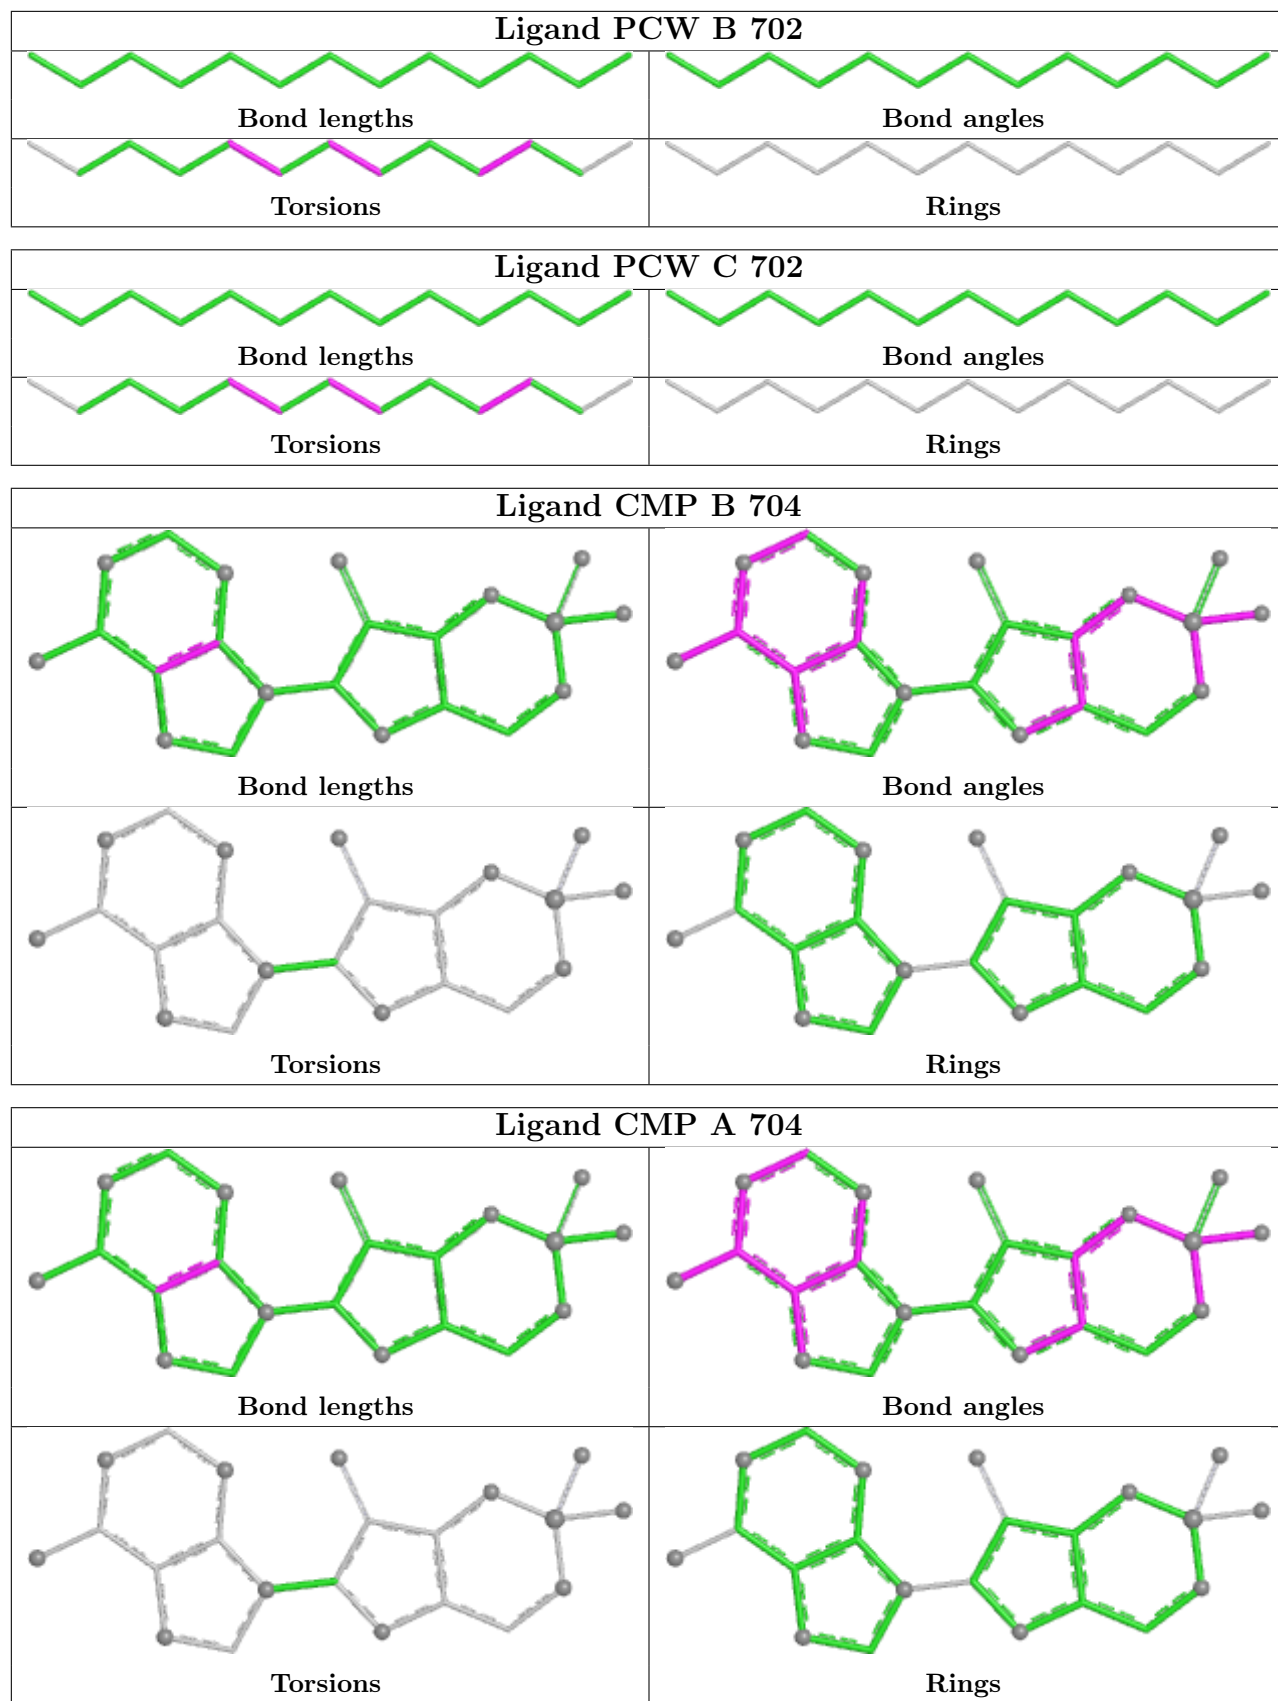 Ligand PCW B 702
Bond lengths
Bond angles
Torsions
Rings
Ligand PCW C 702
Bond lengths
Bond angles
Torsions
Rings
Ligand CMP B 704
Bond lengths
Bond angles
Torsions
Rings
Ligand CMP A 704
Bond lengths
Bond angles
Torsions
Rings